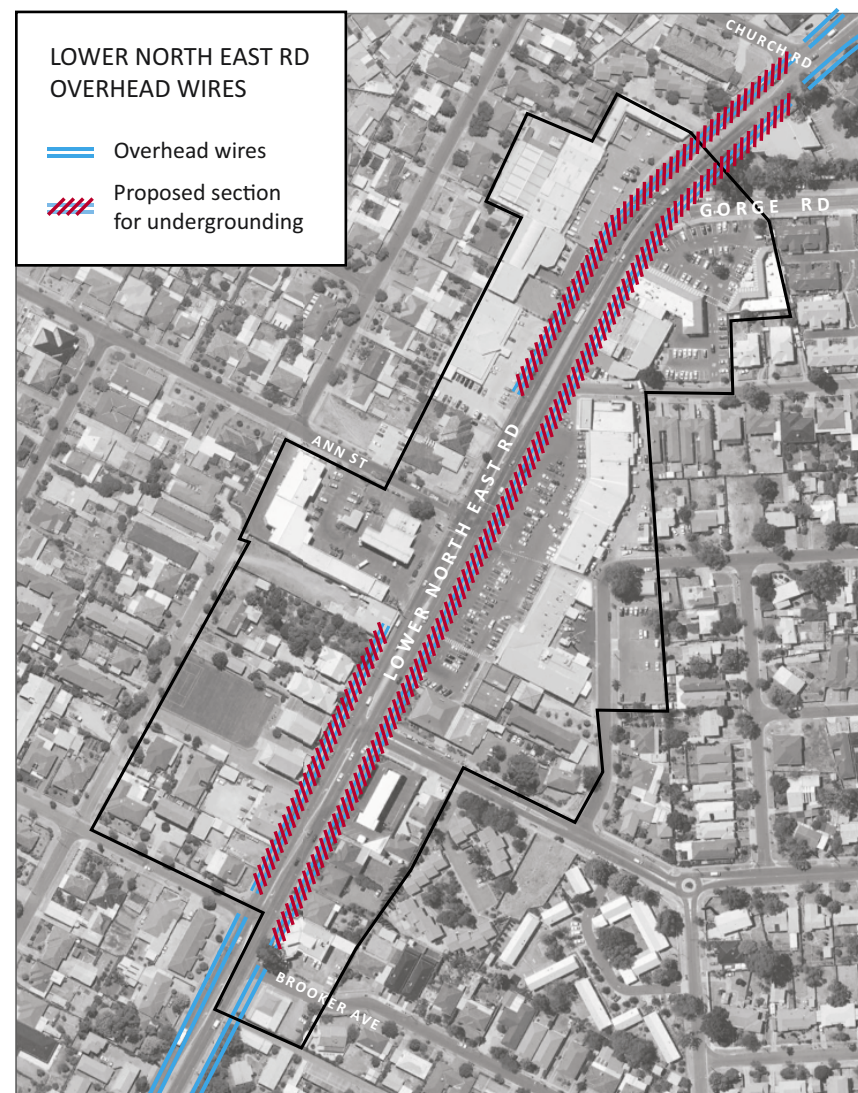 LOWER NORTH EAST RD
OVERHEAD WIRES
Overhead wires
Proposed section
for undergrounding
CHURCH RD
GORGE RD
ANN ST
LOWER NORTH EAST RD
BROOKER AVE